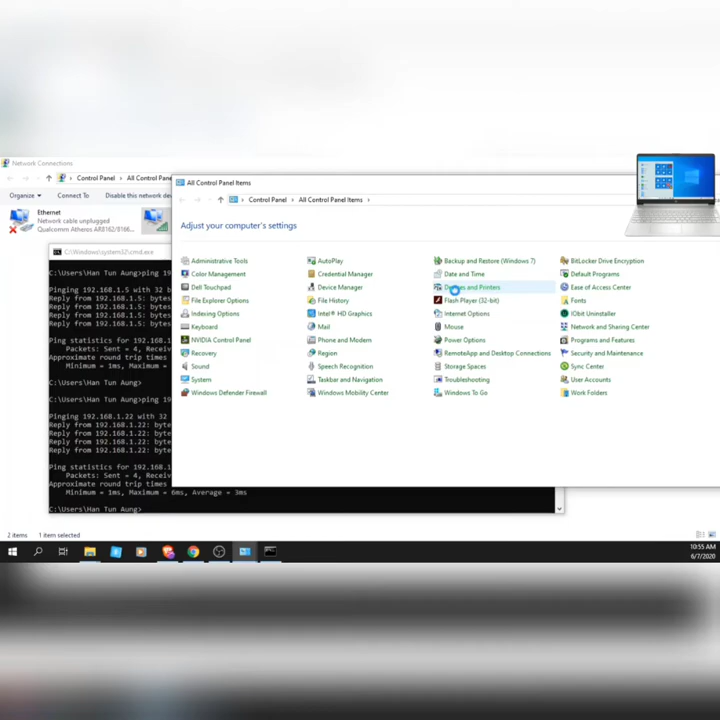 Network Connections
Control Panel > All Control Pan
Organize Connect To Disable this network dev
Ethernet
Network cable unplugged
Qualcomm Atheros AR8162/8166...
All Control Panel Items
Control Panel > All Control Panel Items >
Adjust your computer's settings
Administrative Tools AutoPlay Backup and Restore (Windows 7) BitLocker Drive Encryption
Color Management Credential Manager Date and Time Default Programs
Dell Touchpad Device Manager Devices and Printers Ease of Access Center
File Explorer Options File History Flash Player (32-bit) Fonts
Indexing Options Intel® HD Graphics Internet Options IObit Uninstaller
Keyboard Mail Mouse Network and Sharing Center
NVIDIA Control Panel Phone and Modem Power Options Programs and Features
Recovery Region RemoteApp and Desktop Connections Security and Maintenance
Sound Speech Recognition Storage Spaces Sync Center
System Taskbar and Navigation Troubleshooting User Accounts
Windows Defender Firewall Windows Mobility Center Windows To Go Work Folders
C:\Windows\system32\cmd.exe
C:\Users\Han Tun Aung>ping 19
Pinging 192.168.1.5 with 32 b
Reply from 192.168.1.5: bytes
Reply from 192.168.1.5: bytes
Reply from 192.168.1.5: bytes
Reply from 192.168.1.5: bytes
Ping statistics for 192.168.1
Packets: Sent = 4, Receiv
Approximate round trip times
Minimum = 1ms, Maximum =
C:\Users\Han Tun Aung>
C:\Users\Han Tun Aung>ping 19
Pinging 192.168.1.22 with 32
Reply from 192.168.1.22: byte
Reply from 192.168.1.22: byte
Reply from 192.168.1.22: byte
Reply from 192.168.1.22: byte
Ping statistics for 192.168.1
Packets: Sent = 4, Receiv
Approximate round trip times
Minimum = 1ms, Maximum = 6ms, Average = 3ms
C:\Users\Han Tun Aung>
2 items 1 item selected
10:55 AM
6/7/2020